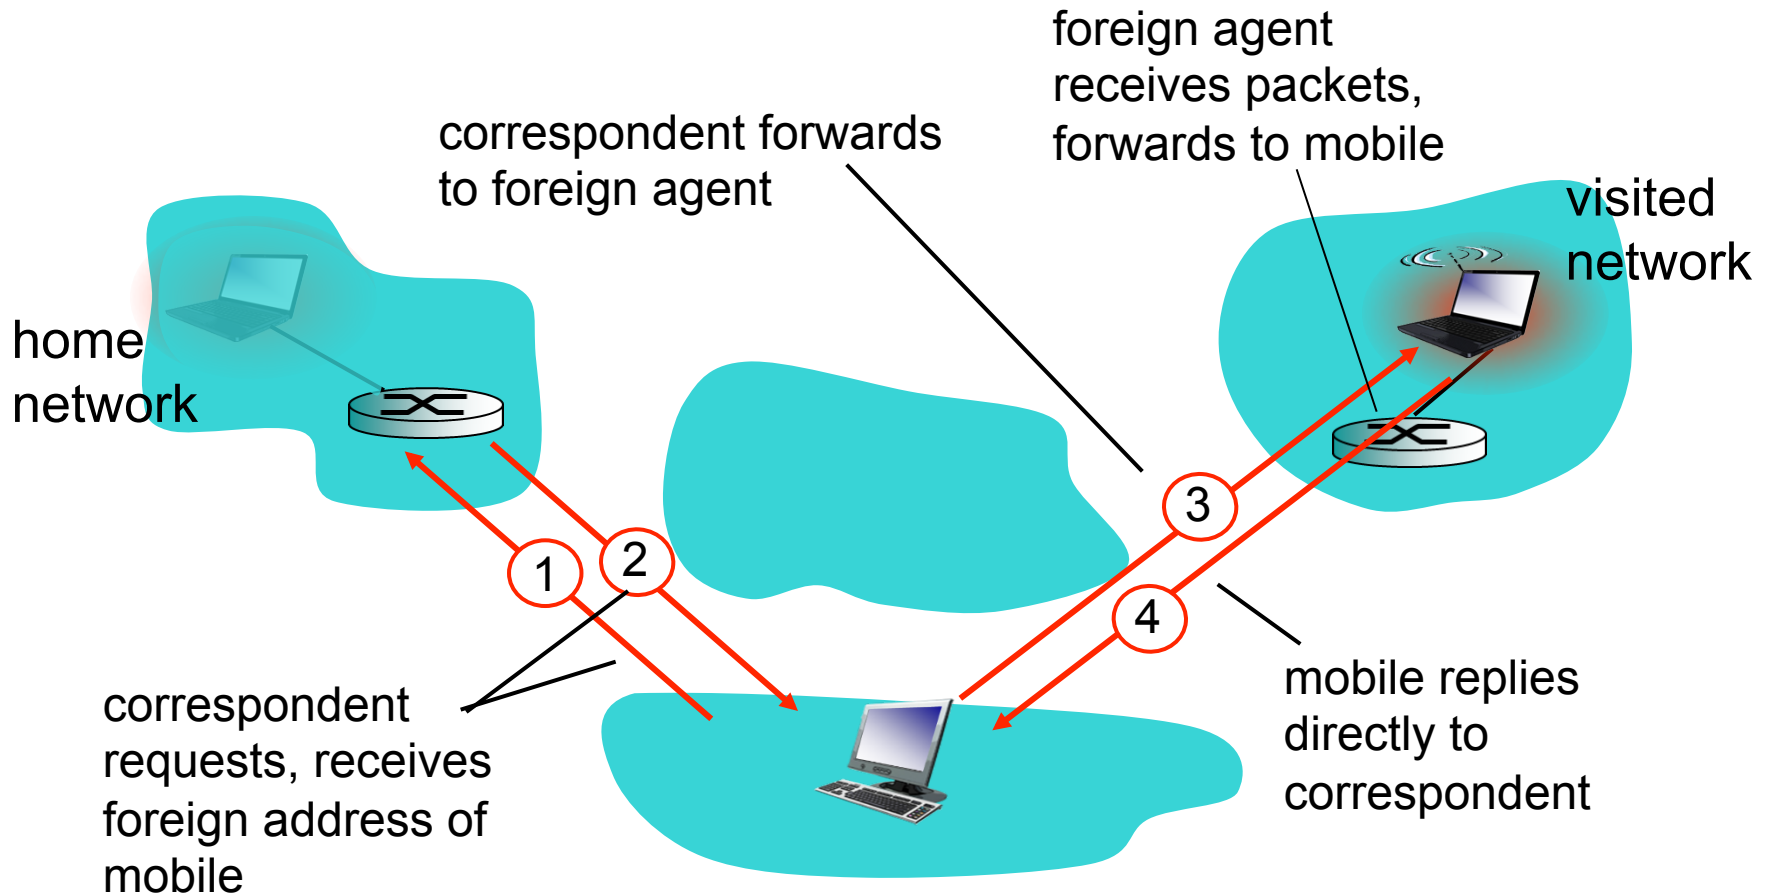 foreign agent
receives packets,
forwards to mobile
correspondent forwards
to foreign agent
visited
network
home
network
3
2
1
4
correspondent
requests, receives
foreign address of
mobile
mobile replies
directly to
correspondent